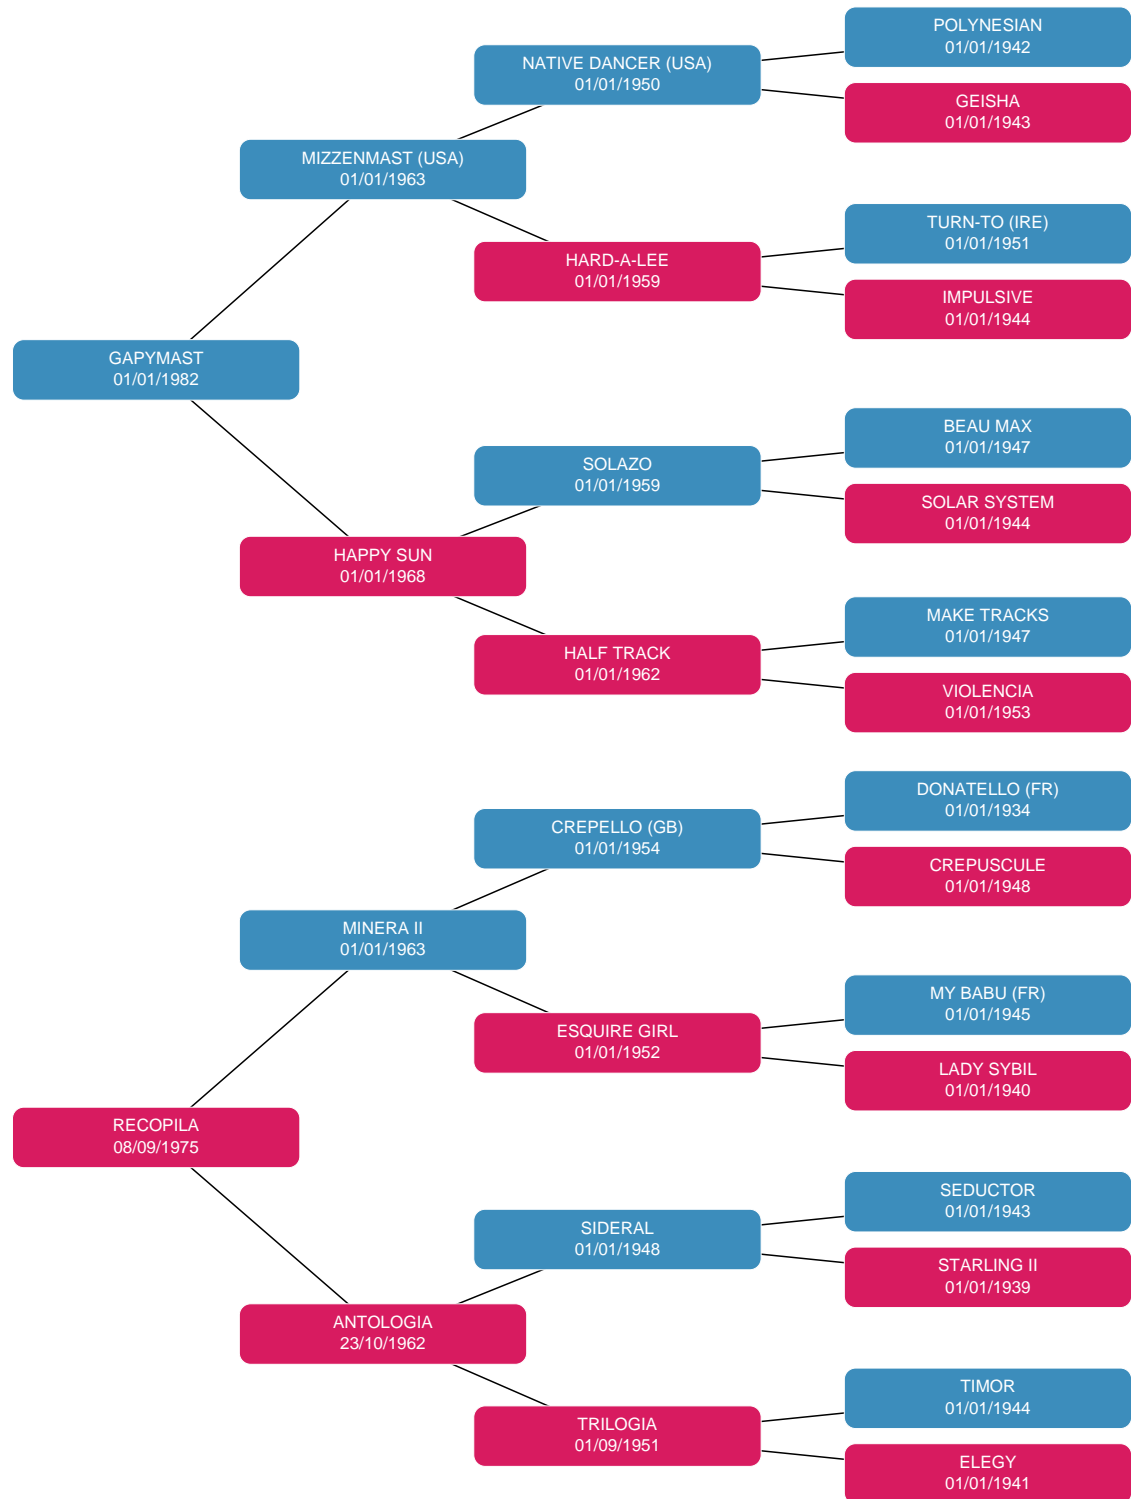 POLYNESIAN
01/01/1942
NATIVE DANCER (USA)
01/01/1950
GEISHA
01/01/1943
MIZZENMAST (USA)
01/01/1963
TURN-TO (IRE)
01/01/1951
HARD-A-LEE
01/01/1959
IMPULSIVE
01/01/1944
GAPYMAST
01/01/1982
BEAU MAX
01/01/1947
SOLAZO
01/01/1959
SOLAR SYSTEM
01/01/1944
HAPPY SUN
01/01/1968
MAKE TRACKS
01/01/1947
HALF TRACK
01/01/1962
VIOLENCIA
01/01/1953
DONATELLO (FR)
01/01/1934
CREPELLO (GB)
01/01/1954
CREPUSCULE
01/01/1948
MINERA II
01/01/1963
MY BABU (FR)
01/01/1945
ESQUIRE GIRL
01/01/1952
LADY SYBIL
01/01/1940
RECOPILA
08/09/1975
SEDUCTOR
01/01/1943
SIDERAL
01/01/1948
STARLING II
01/01/1939
ANTOLOGIA
23/10/1962
TIMOR
01/01/1944
TRILOGIA
01/09/1951
ELEGY
01/01/1941